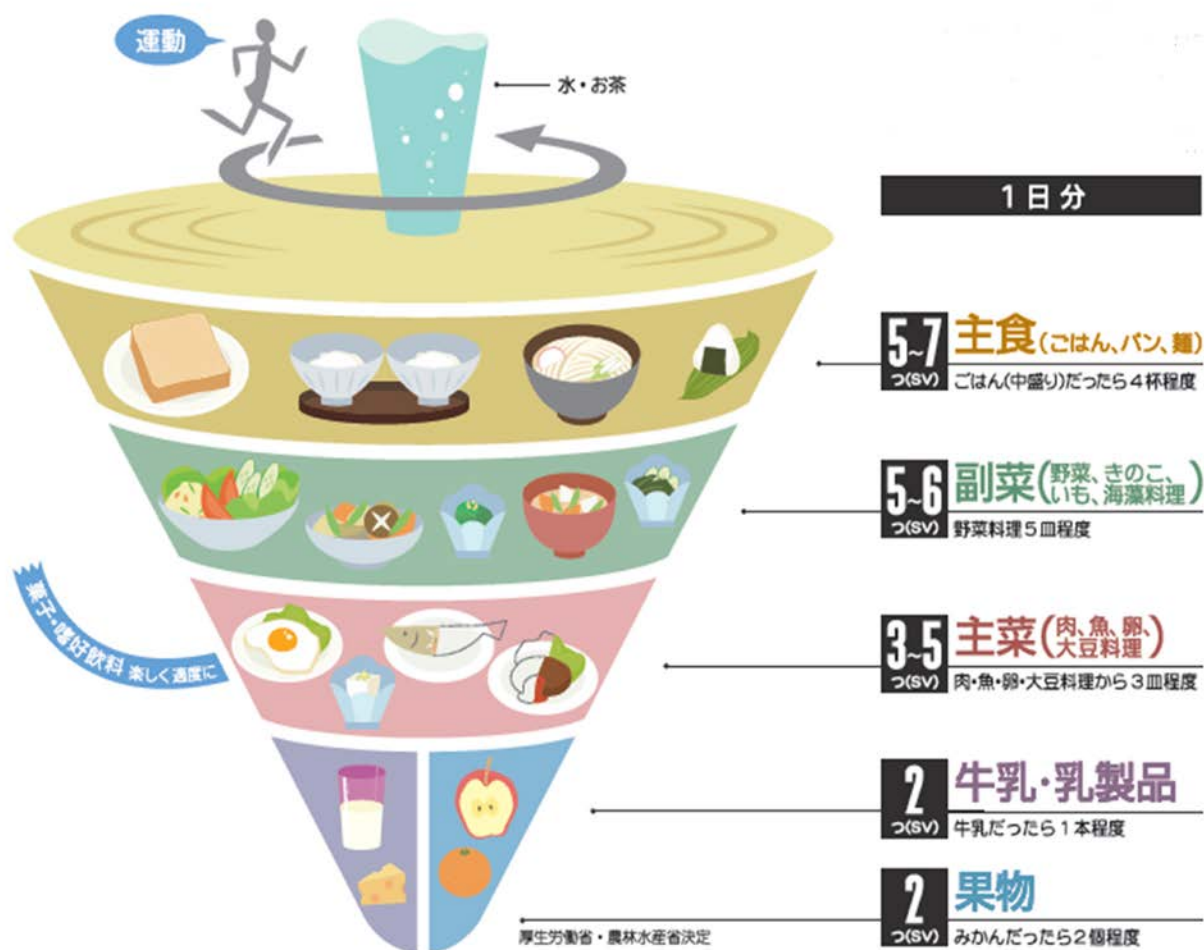 運動
水・お茶
1日分
5~7
つ(SV)
主食(ごはん、パン、麺)
ごはん(中盛り)だったら4杯程度
5~6
つ(SV)
副菜(野菜、きのこ、
いも、海藻料理)
野菜料理5皿程度
菓子・嗜好飲料 楽しく適度に
3~5
つ(SV)
主菜(肉、魚、卵、
大豆料理)
肉・魚・卵・大豆料理から3皿程度
2
つ(SV)
牛乳・乳製品
牛乳だったら1本程度
2
つ(SV)
果物
みかんだったら2個程度
厚生労働省・農林水産省決定